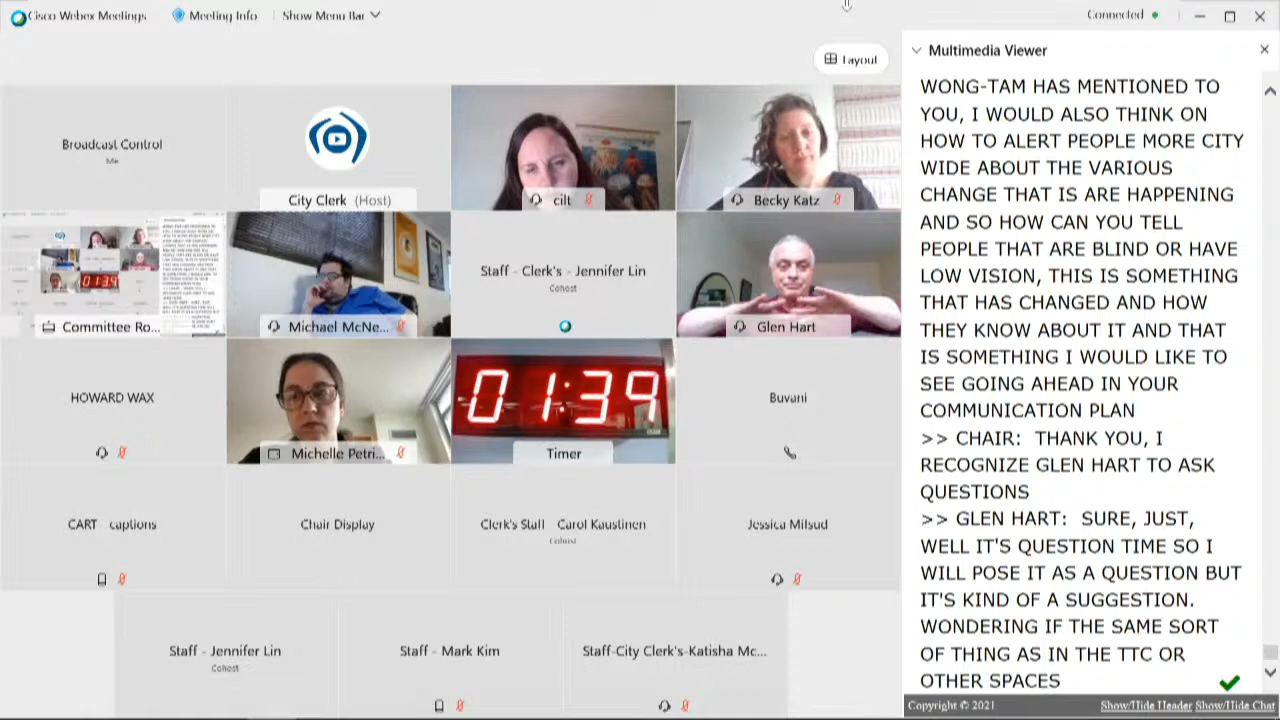 Cisco Webex Meetings
Meeting Info
Show Menu Bar
Connected
Layout
Broadcast Control
Me
City Clerk (Host)
cilt
Becky Katz
Committee Ro...
Michael McNe...
Staff - Clerk's - Jennifer Lin
Cohost
Glen Hart
HOWARD WAX
Michelle Petri...
01:39
Timer
Buvani
CART captions
Chair Display
Clerk's Staff Carol Kaustinen
Cohost
Jessica Milsud
Staff - Jennifer Lin
Cohost
Staff - Mark Kim
Staff-City Clerk's-Katisha Mc...
Multimedia Viewer
WONG-TAM HAS MENTIONED TO
YOU, I WOULD ALSO THINK ON
HOW TO ALERT PEOPLE MORE CITY
WIDE ABOUT THE VARIOUS
CHANGE THAT IS ARE HAPPENING
AND SO HOW CAN YOU TELL
PEOPLE THAT ARE BLIND OR HAVE
LOW VISION, THIS IS SOMETHING
THAT HAS CHANGED AND HOW
THEY KNOW ABOUT IT AND THAT
IS SOMETHING I WOULD LIKE TO
SEE GOING AHEAD IN YOUR
COMMUNICATION PLAN
>> CHAIR: THANK YOU, I
RECOGNIZE GLEN HART TO ASK
QUESTIONS
>> GLEN HART: SURE, JUST,
WELL IT'S QUESTION TIME SO I
WILL POSE IT AS A QUESTION BUT
IT'S KIND OF A SUGGESTION.
WONDERING IF THE SAME SORT
OF THING AS IN THE TTC OR
OTHER SPACES
Copyright © 2021
Show/Hide Header Show/Hide Chat